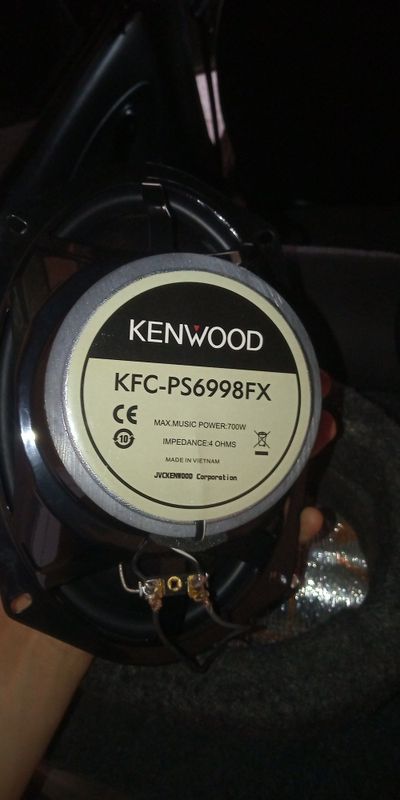 KENWOOD
KFC-PS6998FX
CE
10
MAX.MUSIC POWER:700W
IMPEDANCE:4 OHMS
MADE IN VIETNAM
JVCKENWOOD Corporation